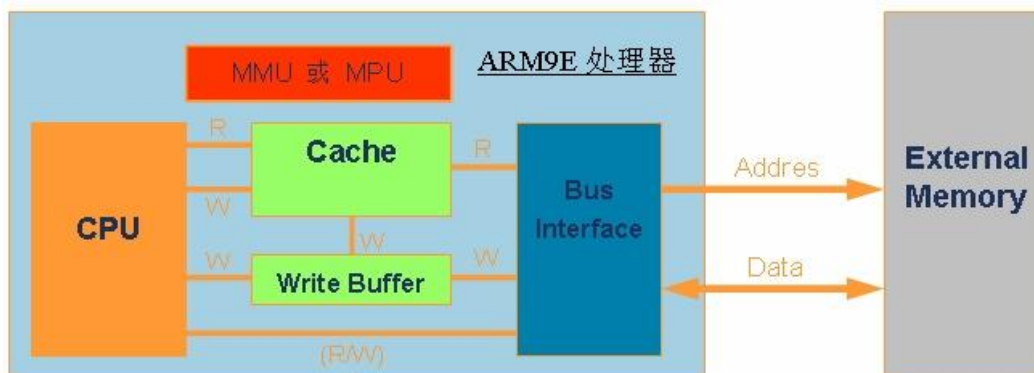 MMU 或 MPU
ARM9E 处理器
R
Cache
R
W
CPU
W
W
Write Buffer
W
(R/W)
Bus
Interface
Addres
Data
External
Memory